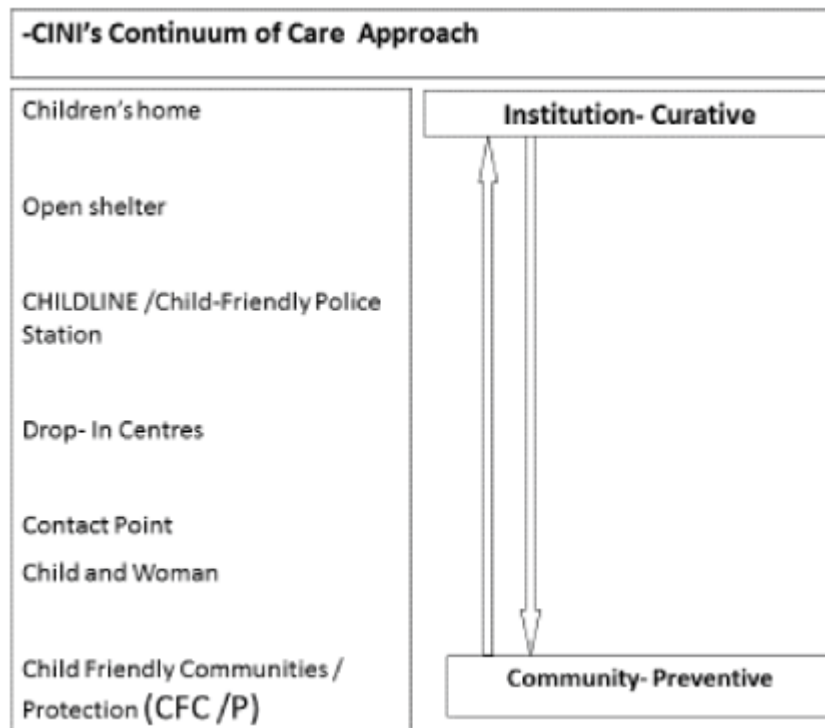 -CINI's Continuum of Care Approach
Children's home
Institution- Curative
Open shelter
CHILDLINE /Child-Friendly Police
Station
Drop- In Centres
Contact Point
Child and Woman
Child Friendly Communities /
Protection (CFC /P)
Community- Preventive